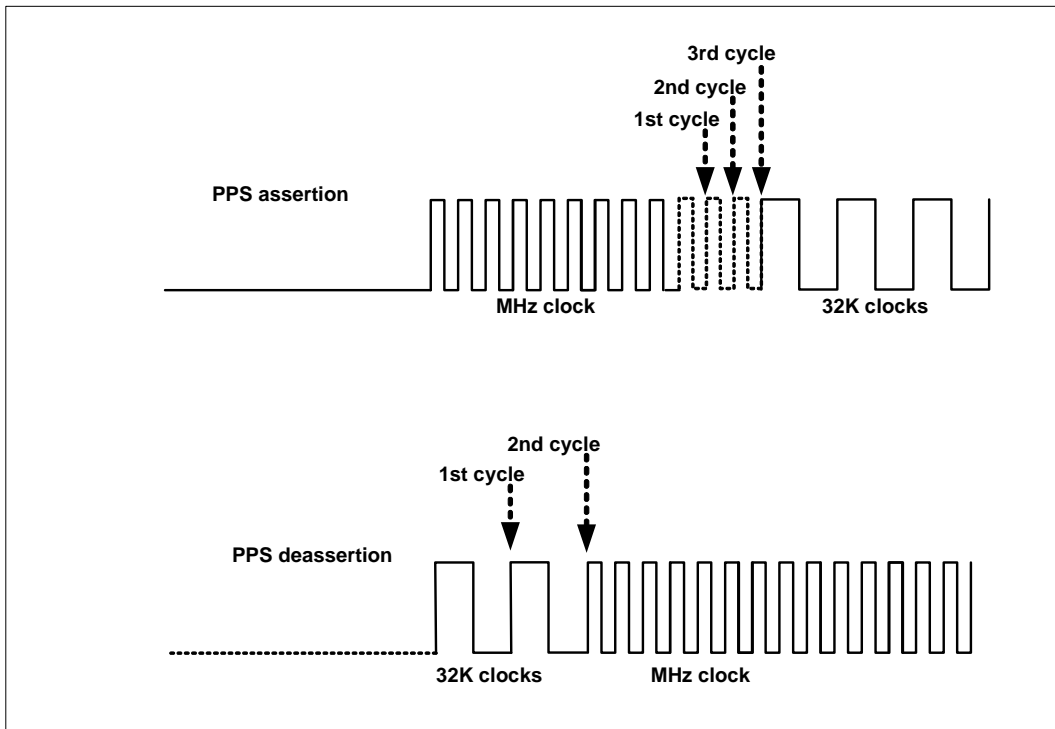 3rd cycle
2nd cycle
1st cycle
PPS assertion
MHz clock
32K clocks
2nd cycle
1st cycle
PPS deassertion
32K clocks
MHz clock